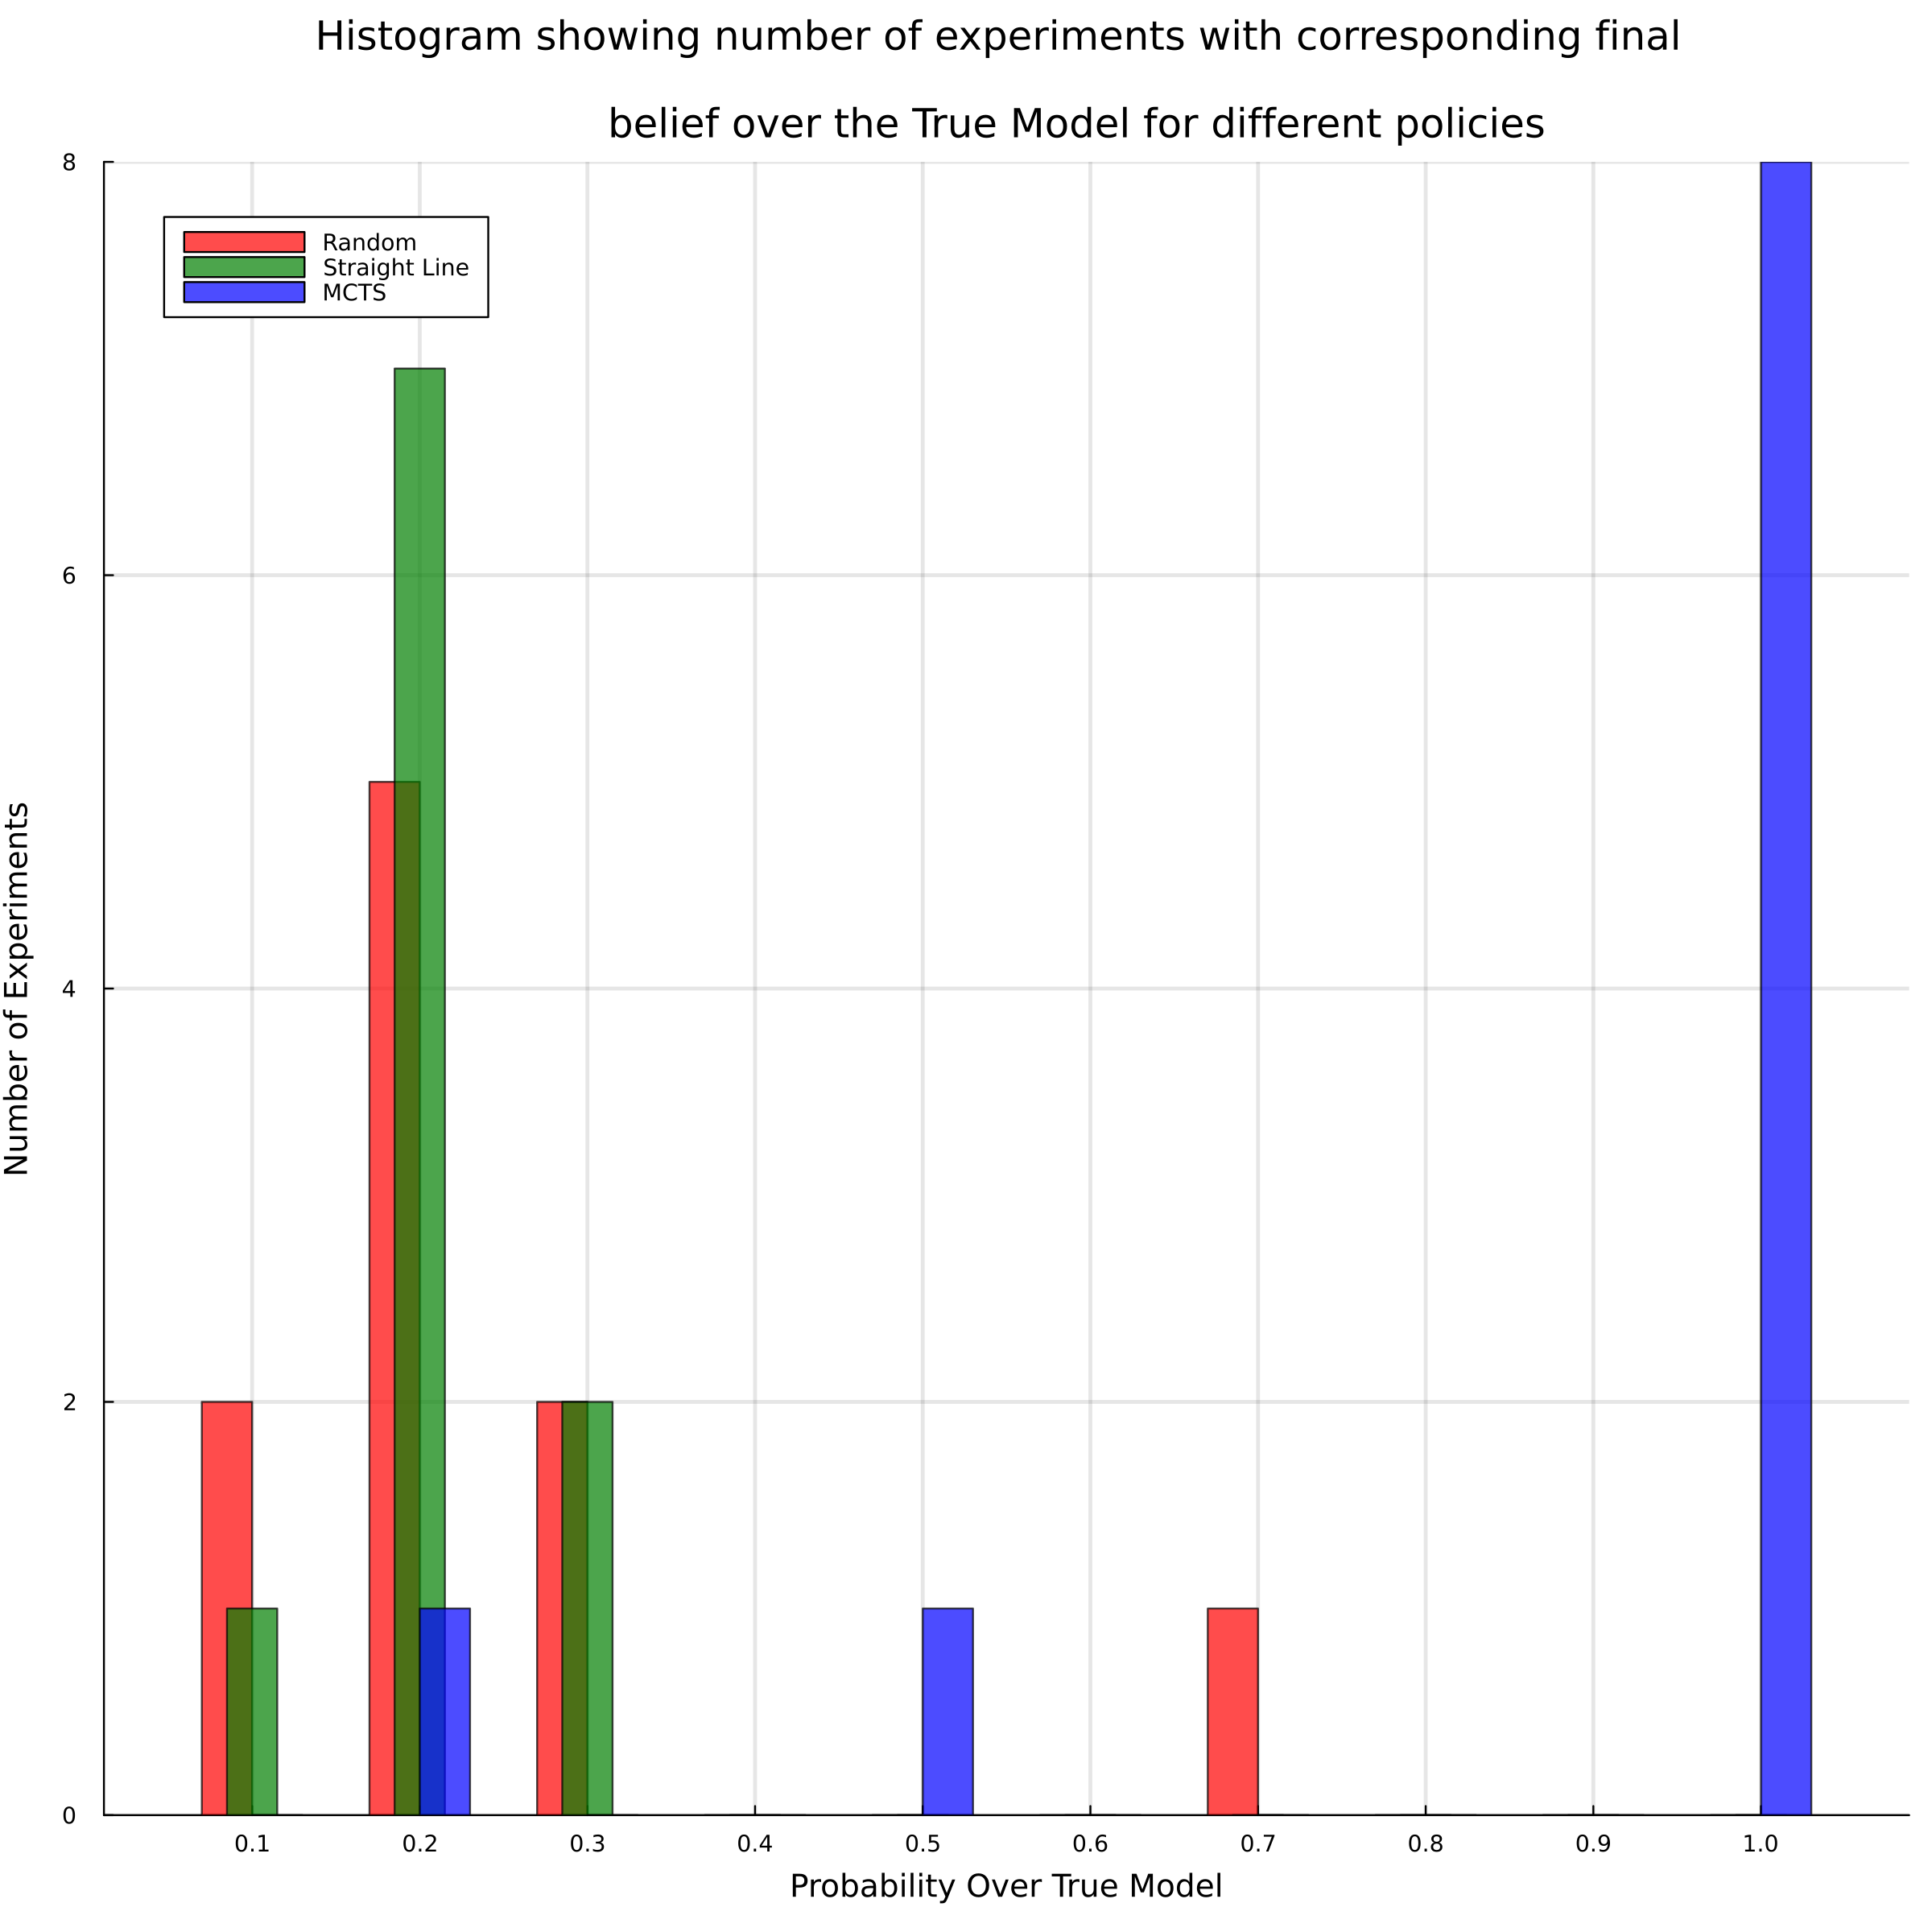 Histogram showing number of experiments with corresponding final
belief over the True Model for different policies
8
6
4
2
0
Random
Straight Line
MCTS
Number of Experiments
0.1 0.2 0.3 0.4 0.5 0.6 0.7 0.8 0.9 1.0
Probability Over True Model